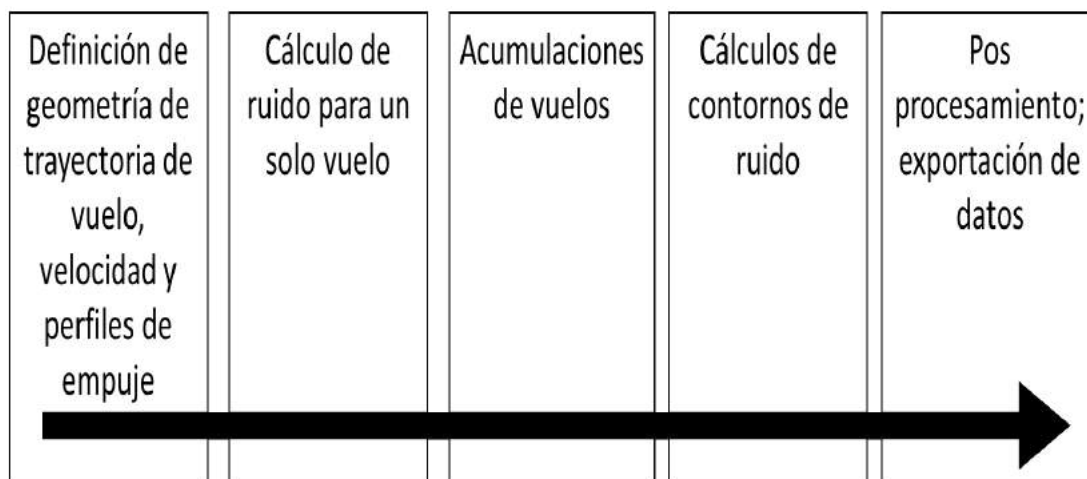 Definición de
geometría de
trayectoria de
vuelo,
velocidad y
perfiles de
empuje
Cálculo de
ruido para un
solo vuelo
Acumulaciones
de vuelos
Cálculos de
contornos de
ruido
Pos
procesamiento;
exportación de
datos